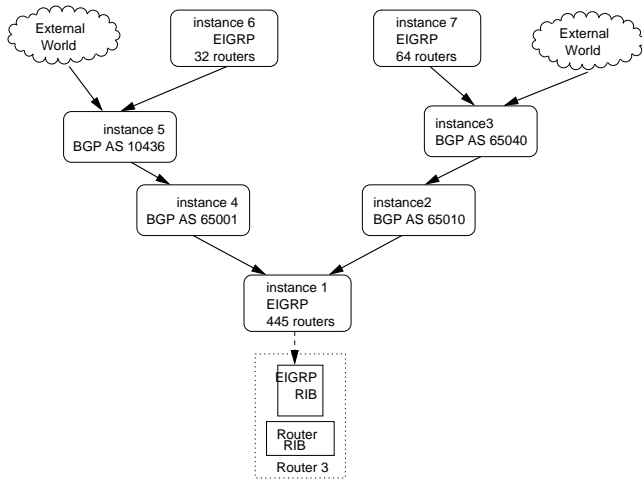 External
World
instance 6
EIGRP
32 routers
instance 7
EIGRP
64 routers
External
World
instance 5
BGP AS 10436
instance3
BGP AS 65040
instance 4
BGP AS 65001
instance2
BGP AS 65010
instance 1
EIGRP
445 routers
EIGRP
RIB
Router
RIB
Router 3